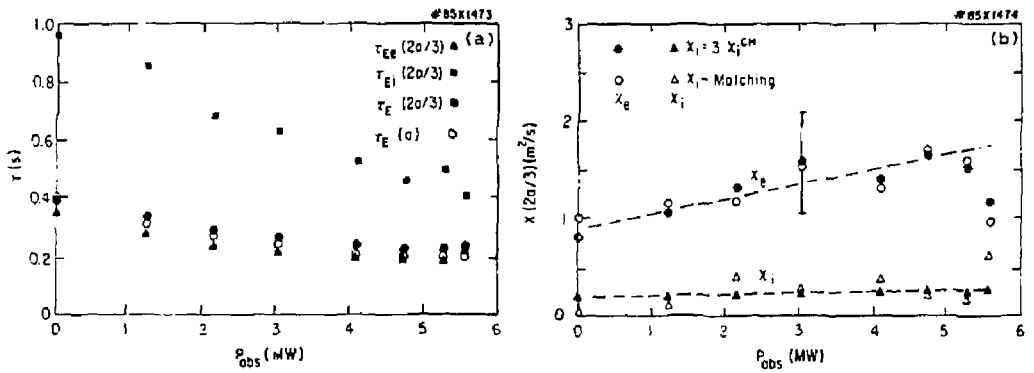 #85X1473
(a)
τEe (2a/3)
τEi (2a/3)
τE (2a/3)
τE (a)
1.0
0.8
0.6
0.4
0.2
0
τ (s)
0 1 2 3 4 5 6
Pabs (MW)
#85X1474
(b)
χi = 3 χiCH
χi - Matching
χe χi
3
2
1
0
χ (2a/3) (m²/s)
χe
χi
0 1 2 3 4 5 6
Pabs (MW)